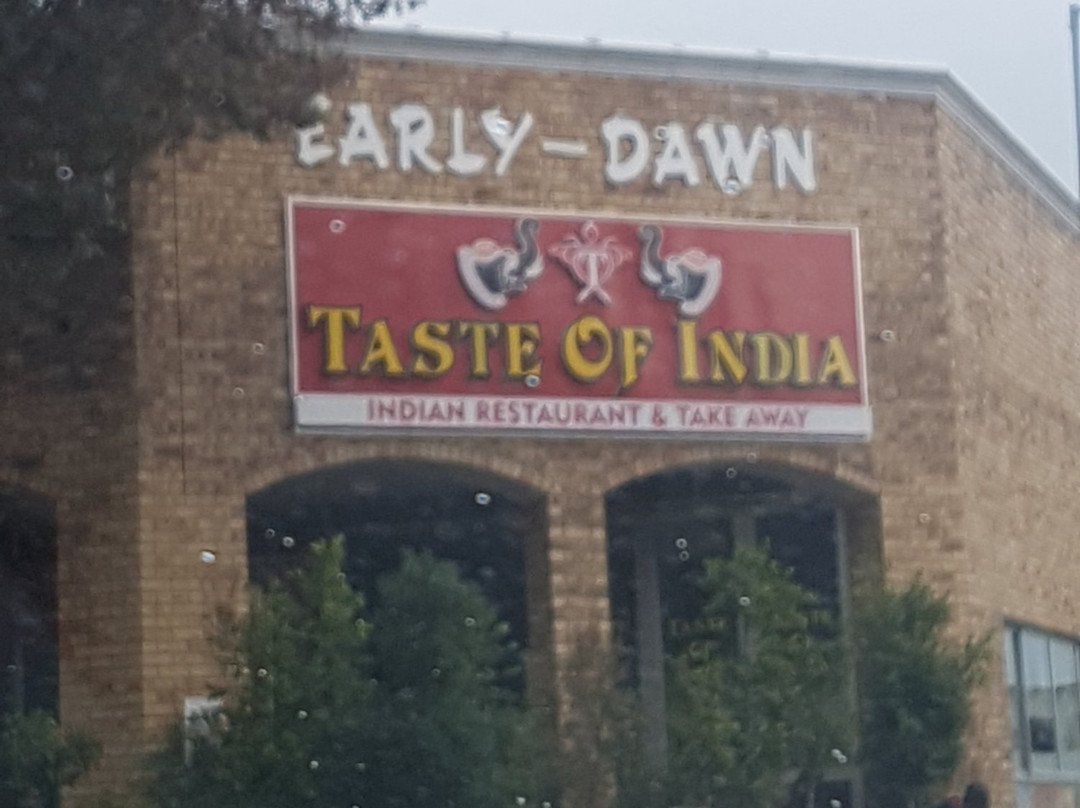 EARLY-DAWN
TASTE OF INDIA
INDIAN RESTAURANT & TAKE AWAY